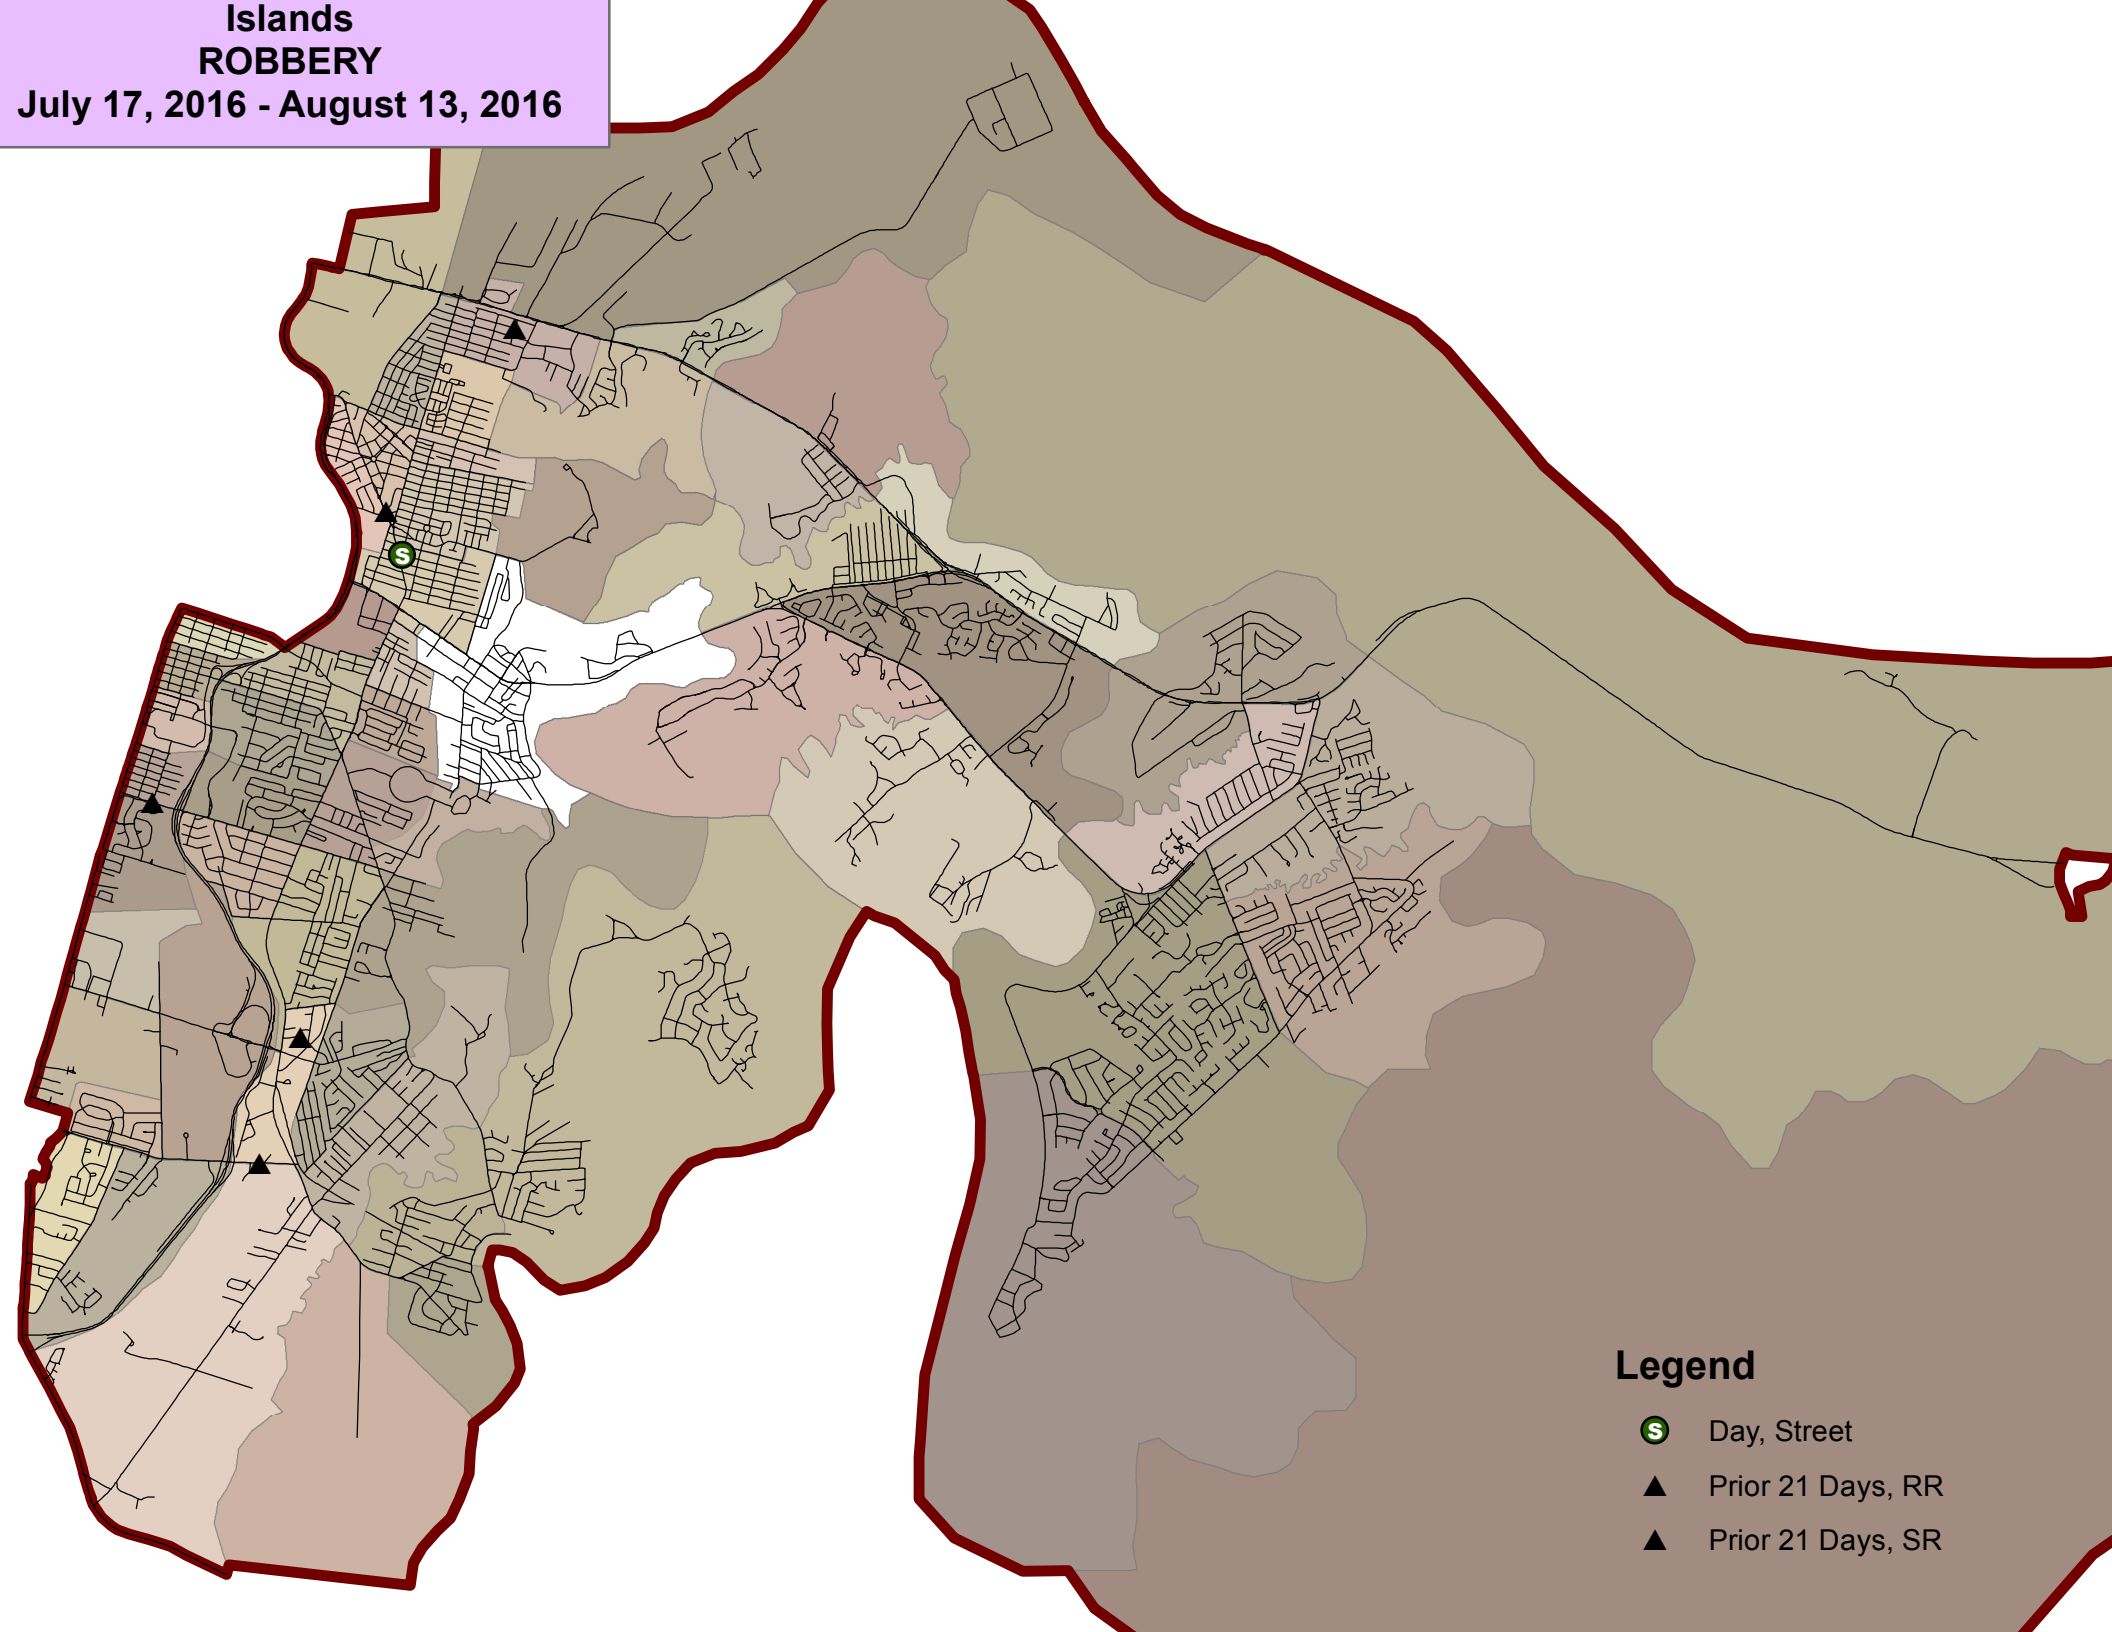 Islands
ROBBERY
July 17, 2016 - August 13, 2016
Legend
S
S Day, Street
Prior 21 Days, RR
Prior 21 Days, SR